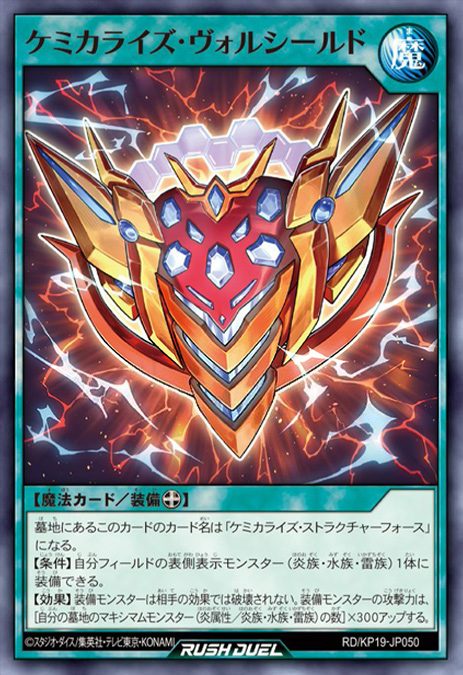 ケミカライズ・ヴォルシールド
魔
【魔法カード/装備】
墓地にあるこのカードのカード名は「ケミカライズ・ストラクチャーフォース」
になる。
【条件】自分フィールドの表側表示モンスター(炎族・水族・雷族)1体に
装備できる。
【効果】装備モンスターは相手の効果では破壊されない。装備モンスターの攻撃力は、
[自分の墓地のマキシマムモンスター(炎属性/炎族・水族・雷族)の数]×300アップする。
©スタジオ・ダイス/集英社・テレビ東京・KONAMI
RUSH DUEL
RD/KP19-JP050